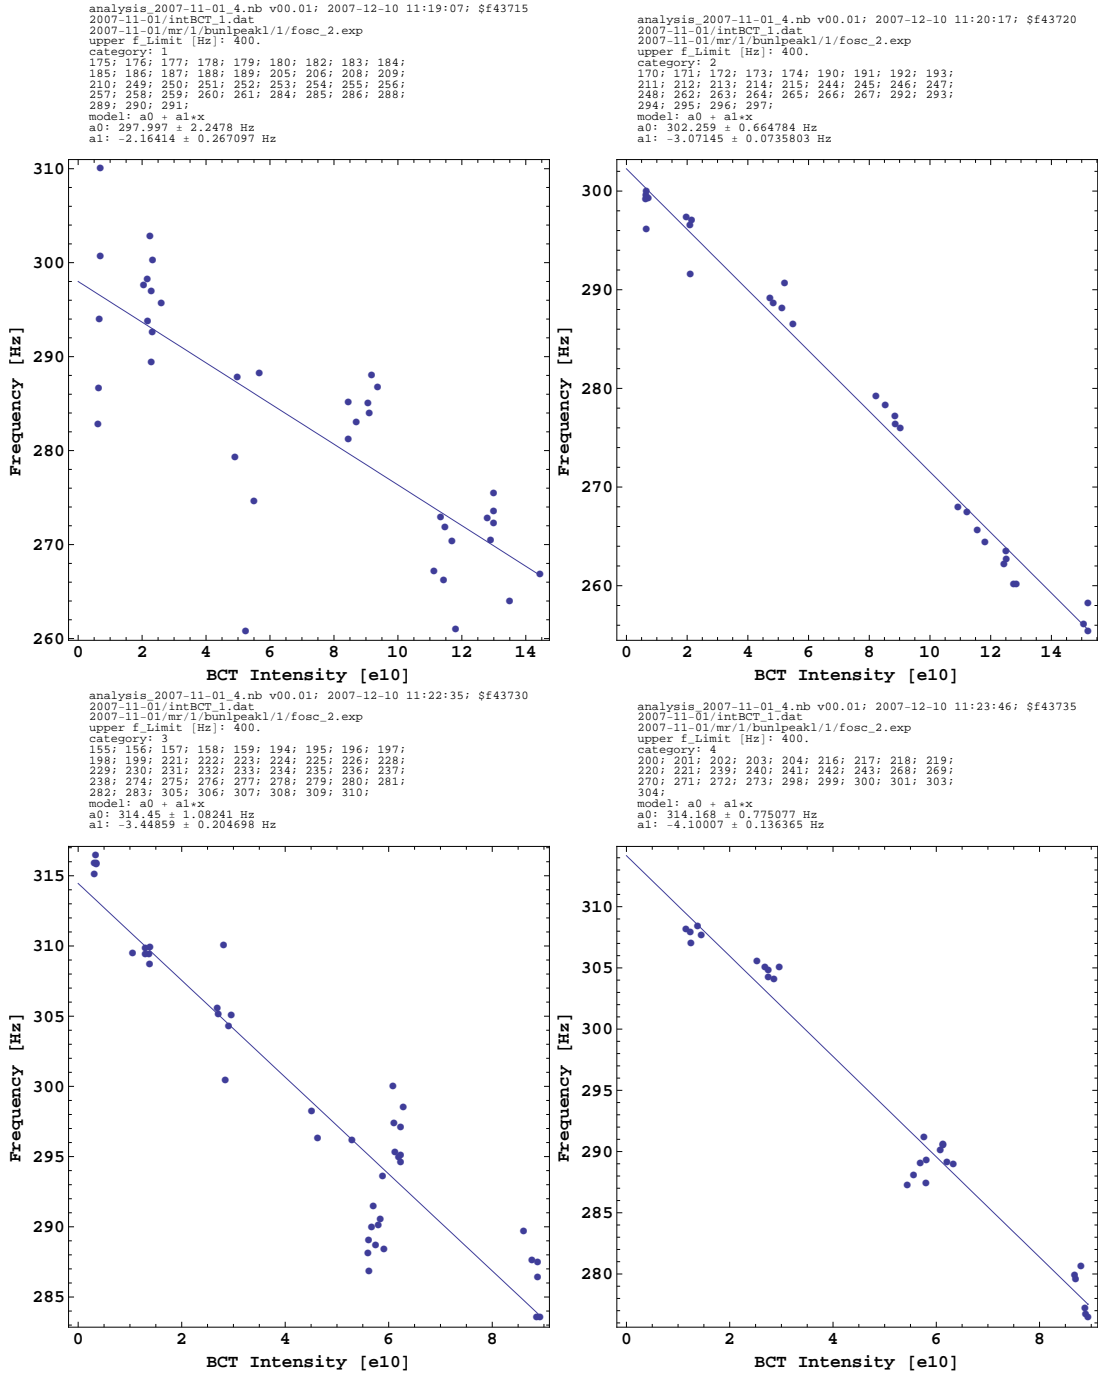 analysis_2007-11-01_4.nb v00.01; 2007-12-10 11:19:07; $f43715
2007-11-01/intBCT_1.dat
2007-11-01/mr/1/bunlpeakl/1/fosc_2.exp
upper f_Limit [Hz]: 400.
category: 1
175; 176; 177; 178; 179; 180; 182; 183; 184;
185; 186; 187; 188; 189; 205; 206; 208; 209;
210; 249; 250; 251; 252; 253; 254; 255; 256;
257; 258; 259; 260; 261; 284; 285; 286; 288;
289; 290; 291;
model: a0 + a1*x
a0: 297.997 ± 2.2478 Hz
a1: -2.16414 ± 0.267097 Hz
310
300
290
280
270
260
Frequency [Hz]
0 2 4 6 8 10 12 14
BCT Intensity [e10]
analysis_2007-11-01_4.nb v00.01; 2007-12-10 11:20:17; $f43720
2007-11-01/intBCT_1.dat
2007-11-01/mr/1/bunlpeakl/1/fosc_2.exp
upper f_Limit [Hz]: 400.
category: 2
170; 171; 172; 173; 174; 190; 191; 192; 193;
211; 212; 213; 214; 215; 244; 245; 246; 247;
248; 262; 263; 264; 265; 266; 267; 292; 293;
294; 295; 296; 297;
model: a0 + a1*x
a0: 302.259 ± 0.664784 Hz
a1: -3.07145 ± 0.0735803 Hz
300
290
280
270
260
Frequency [Hz]
0 2 4 6 8 10 12 14
BCT Intensity [e10]
analysis_2007-11-01_4.nb v00.01; 2007-12-10 11:22:35; $f43730
2007-11-01/intBCT_1.dat
2007-11-01/mr/1/bunlpeakl/1/fosc_2.exp
upper f_Limit [Hz]: 400.
category: 3
155; 156; 157; 158; 159; 194; 195; 196; 197;
198; 199; 221; 222; 223; 224; 225; 226; 228;
229; 230; 231; 232; 233; 234; 235; 236; 237;
238; 274; 275; 276; 277; 278; 279; 280; 281;
282; 283; 305; 306; 307; 308; 309; 310;
model: a0 + a1*x
a0: 314.45 ± 1.08241 Hz
a1: -3.44859 ± 0.204698 Hz
315
310
305
300
295
290
285
Frequency [Hz]
0 2 4 6 8
BCT Intensity [e10]
analysis_2007-11-01_4.nb v00.01; 2007-12-10 11:23:46; $f43735
2007-11-01/intBCT_1.dat
2007-11-01/mr/1/bunlpeakl/1/fosc_2.exp
upper f_Limit [Hz]: 400.
category: 4
200; 201; 202; 203; 204; 216; 217; 218; 219;
220; 221; 239; 240; 241; 242; 243; 268; 269;
270; 271; 272; 273; 298; 299; 300; 301; 303;
304;
model: a0 + a1*x
a0: 314.168 ± 0.775077 Hz
a1: -4.10007 ± 0.136365 Hz
310
305
300
295
290
285
280
Frequency [Hz]
0 2 4 6 8
BCT Intensity [e10]